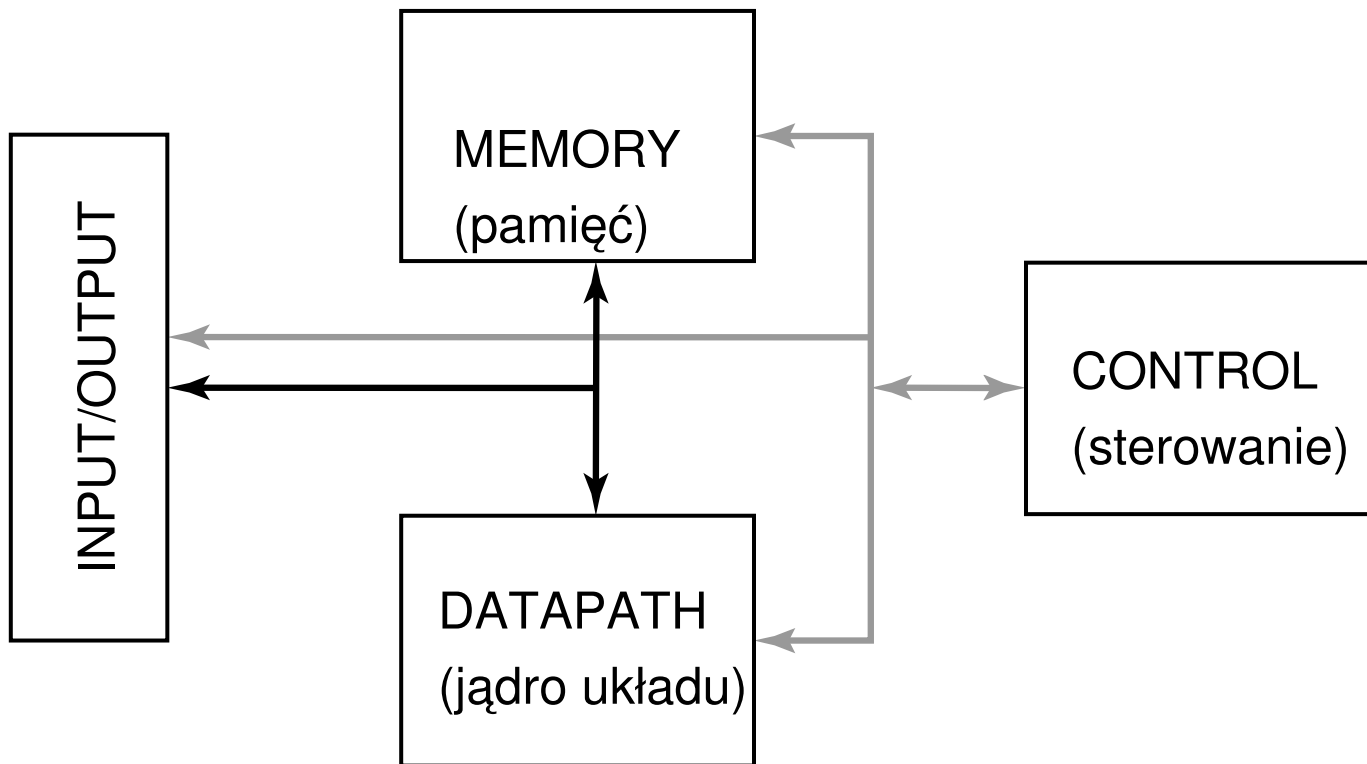 MEMORY
(pamięć)
INPUT/OUTPUT
CONTROL
(sterowanie)
DATAPATH
(jądro układu)